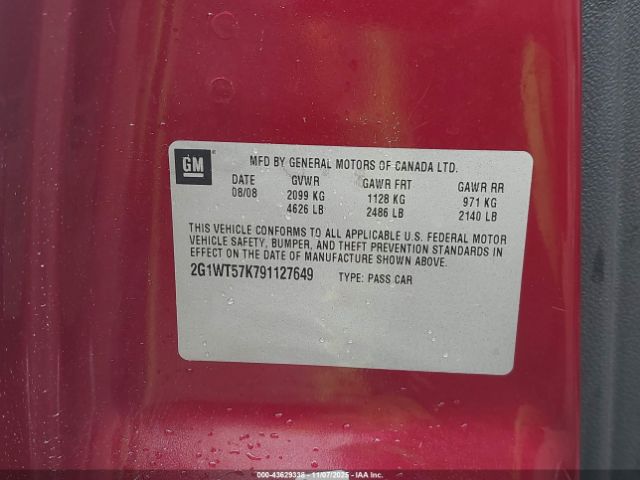 GM
MFD BY GENERAL MOTORS OF CANADA LTD.
DATE GVWR GAWR FRT GAWR RR
08/08 2099 KG 1128 KG 971 KG
4626 LB 2486 LB 2140 LB
THIS VEHICLE CONFORMS TO ALL APPLICABLE U.S. FEDERAL MOTOR
VEHICLE SAFETY, BUMPER, AND THEFT PREVENTION STANDARDS IN
EFFECT ON THE DATE OF MANUFACTURE SHOWN ABOVE.
2G1WT57K791127649 TYPE: PASS CAR
000-43629338 - 11/07/2025 - IAA Inc.